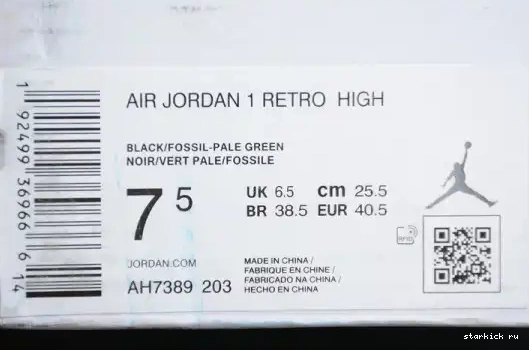 AIR JORDAN 1 RETRO HIGH
BLACK/FOSSIL-PALE GREEN
NOIR/VERT PALE/FOSSILE
7 5
UK 6.5 cm 25.5
BR 38.5 EUR 40.5
RFID
JORDAN.COM
AH7389 203
MADE IN CHINA /
FABRIQUE EN CHINE /
FABRICADO NA CHINA /
HECHO EN CHINA
1 92499 36966 6 14
starkick ru